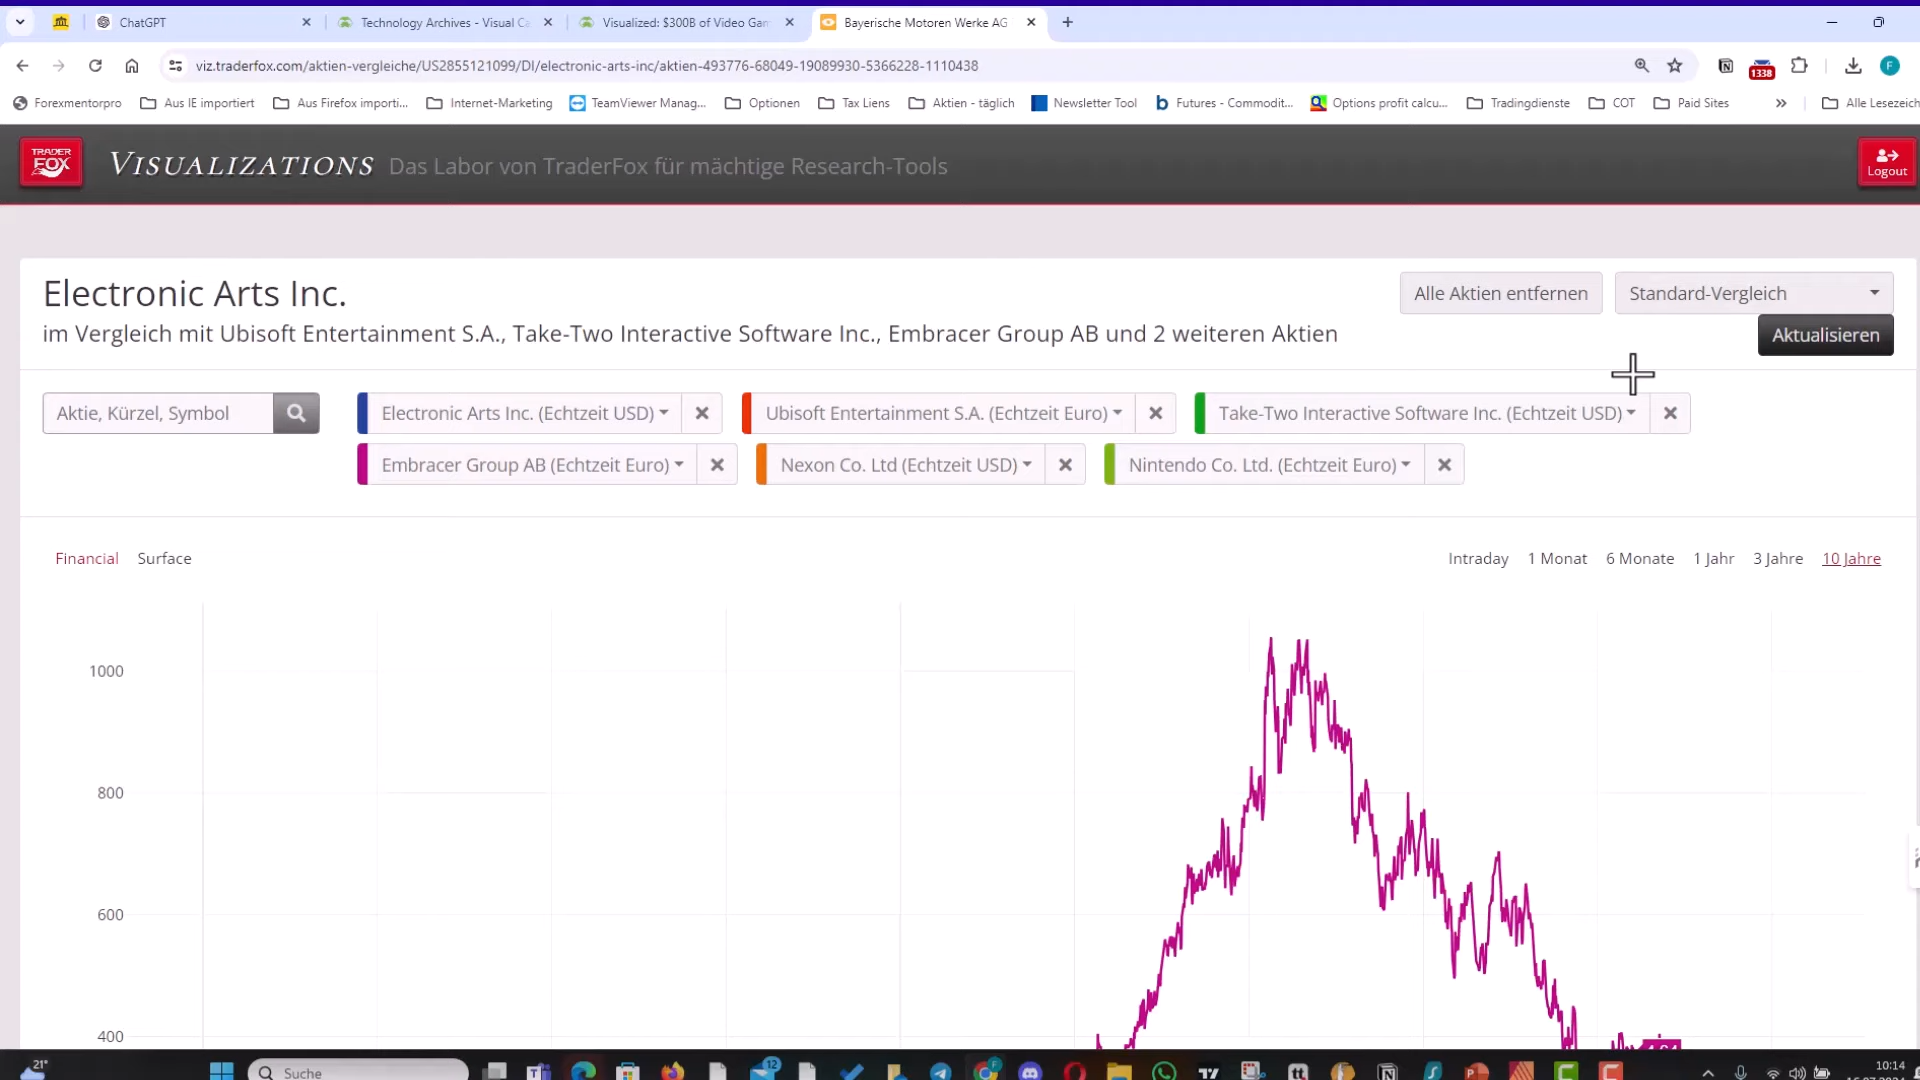 ChatGPT
Technology Archives - Visual Ca
Visualized: $300B of Video Gam
Bayerische Motoren Werke AG
viz.traderfox.com/aktien-vergleiche/US2855121099/DI/electronic-arts-inc/aktien-493776-68049-19089930-5366228-1110438
1338
F
Forexmentorpro
Aus IE importiert
Aus Firefox importi...
Internet-Marketing
TeamViewer Manag...
Optionen
Tax Liens
Aktien - täglich
Newsletter Tool
Futures - Commodit...
Options profit calcu...
Tradingdienste
COT
Paid Sites
»
Alle Lesezeich
TRADER FOX
VISUALIZATIONS
Das Labor von TraderFox für mächtige Research-Tools
Logout
Electronic Arts Inc.
Alle Aktien entfernen
Standard-Vergleich
im Vergleich mit Ubisoft Entertainment S.A., Take-Two Interactive Software Inc., Embracer Group AB und 2 weiteren Aktien
Aktualisieren
Aktie, Kürzel, Symbol
Electronic Arts Inc. (Echtzeit USD)
Ubisoft Entertainment S.A. (Echtzeit Euro)
Take-Two Interactive Software Inc. (Echtzeit USD)
Embracer Group AB (Echtzeit Euro)
Nexon Co. Ltd (Echtzeit USD)
Nintendo Co. Ltd. (Echtzeit Euro)
Financial
Surface
Intraday
1 Monat
6 Monate
1 Jahr
3 Jahre
10 Jahre
1000
800
600
400
21°
Suche
12
10:14